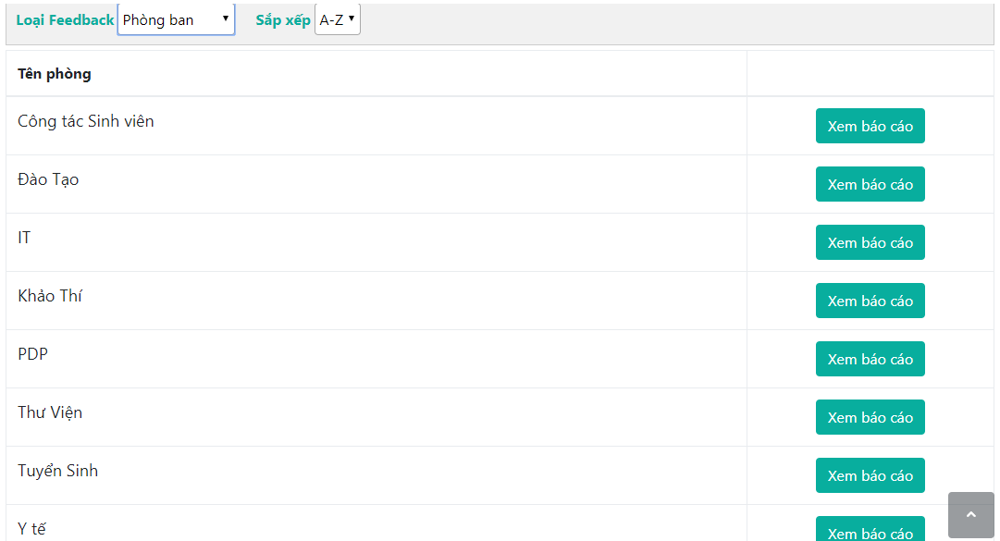 Loại Feedback Phòng ban Sắp xếp A-Z
Tên phòng
Công tác Sinh viên Xem báo cáo
Đào Tạo Xem báo cáo
IT Xem báo cáo
Khảo Thí Xem báo cáo
PDP Xem báo cáo
Thư Viện Xem báo cáo
Tuyển Sinh Xem báo cáo
Y tế Xem báo cáo